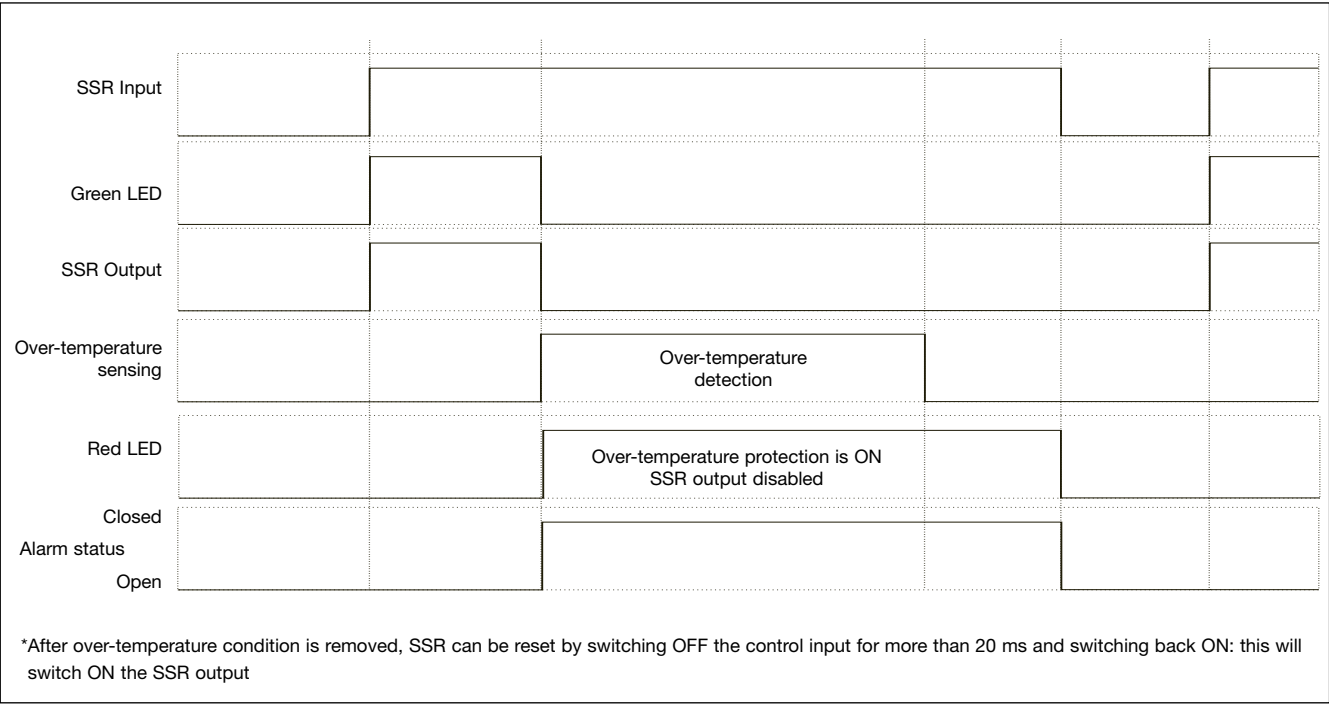 SSR Input
Green LED
SSR Output
Over-temperature
sensing
Over-temperature
detection
Red LED
Over-temperature protection is ON
SSR output disabled
Closed
Alarm status
Open
*After over-temperature condition is removed, SSR can be reset by switching OFF the control input for more than 20 ms and switching back ON: this will
switch ON the SSR output